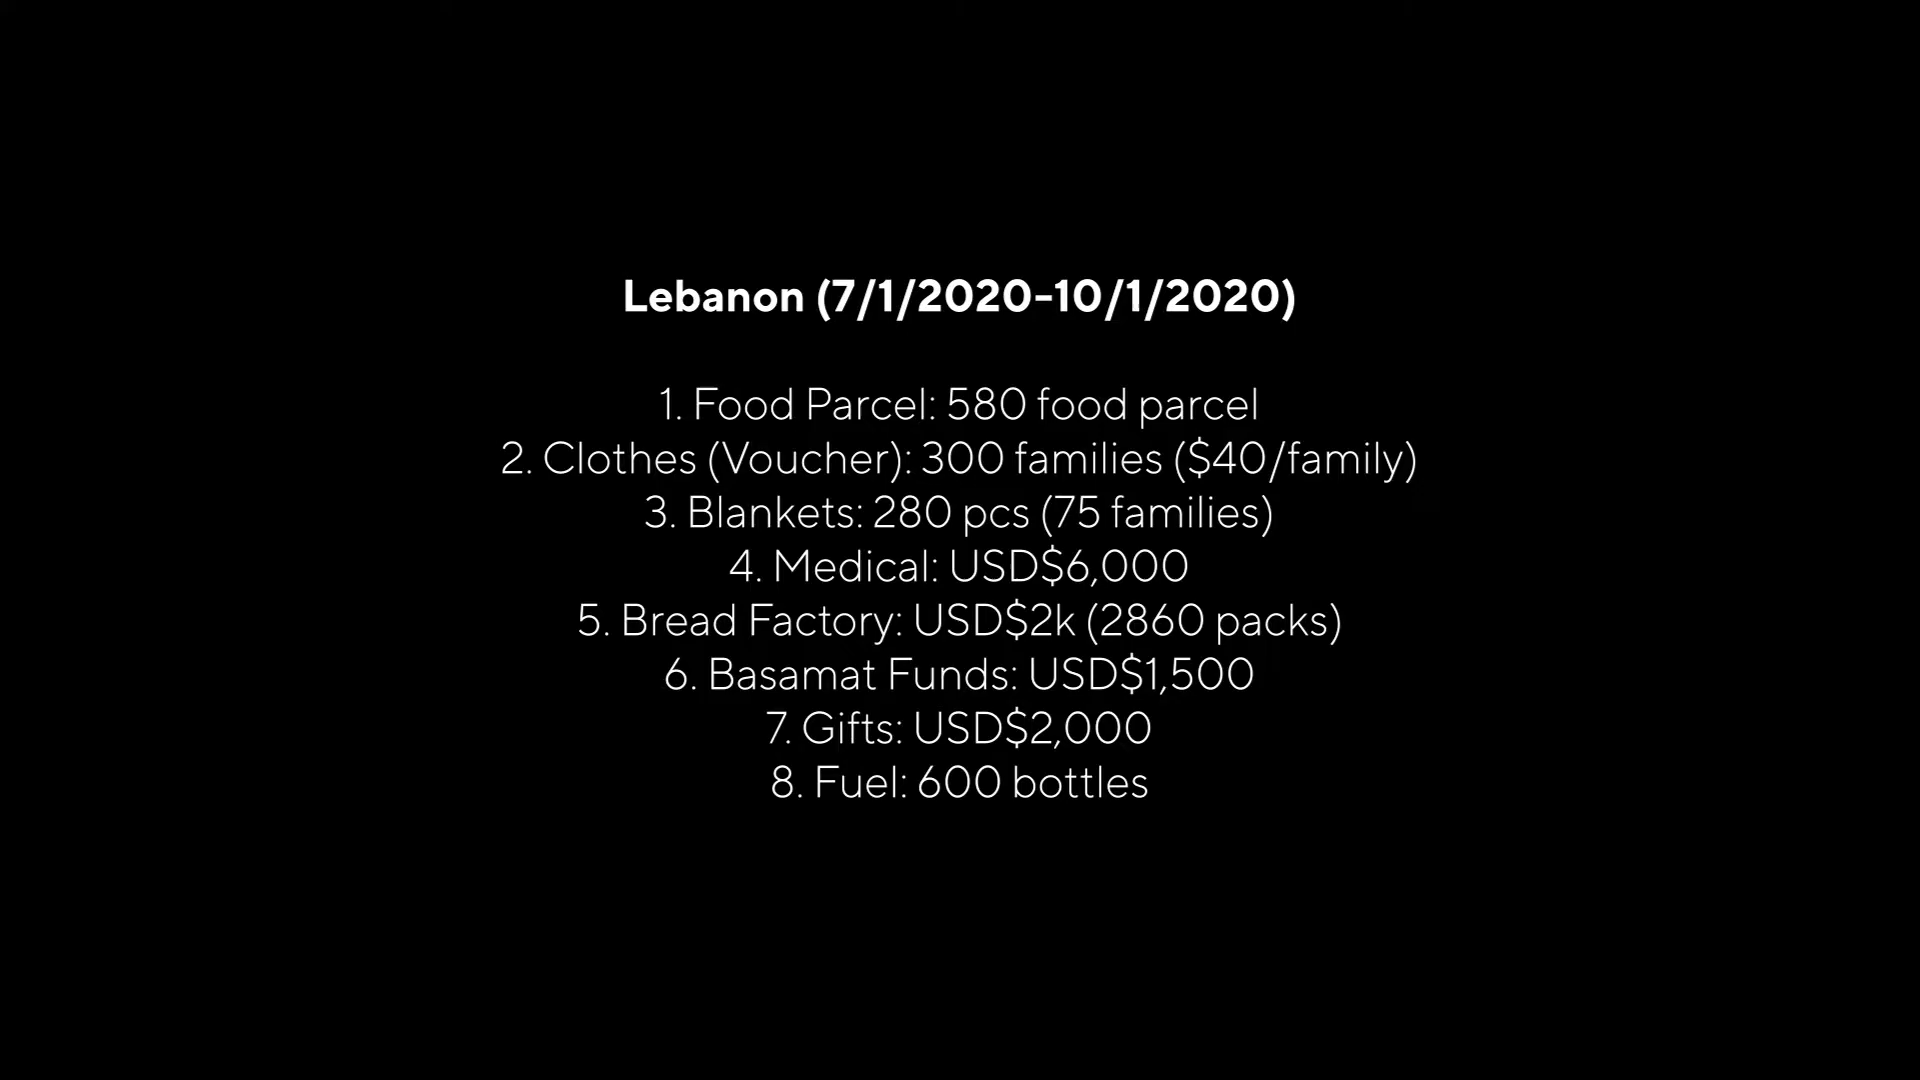 Lebanon (7/1/2020-10/1/2020)
1. Food Parcel: 580 food parcel
2. Clothes (Voucher): 300 families ($40/family)
3. Blankets: 280 pcs (75 families)
4. Medical: USD$6,000
5. Bread Factory: USD$2k (2860 packs)
6. Basamat Funds: USD$1,500
7. Gifts: USD$2,000
8. Fuel: 600 bottles